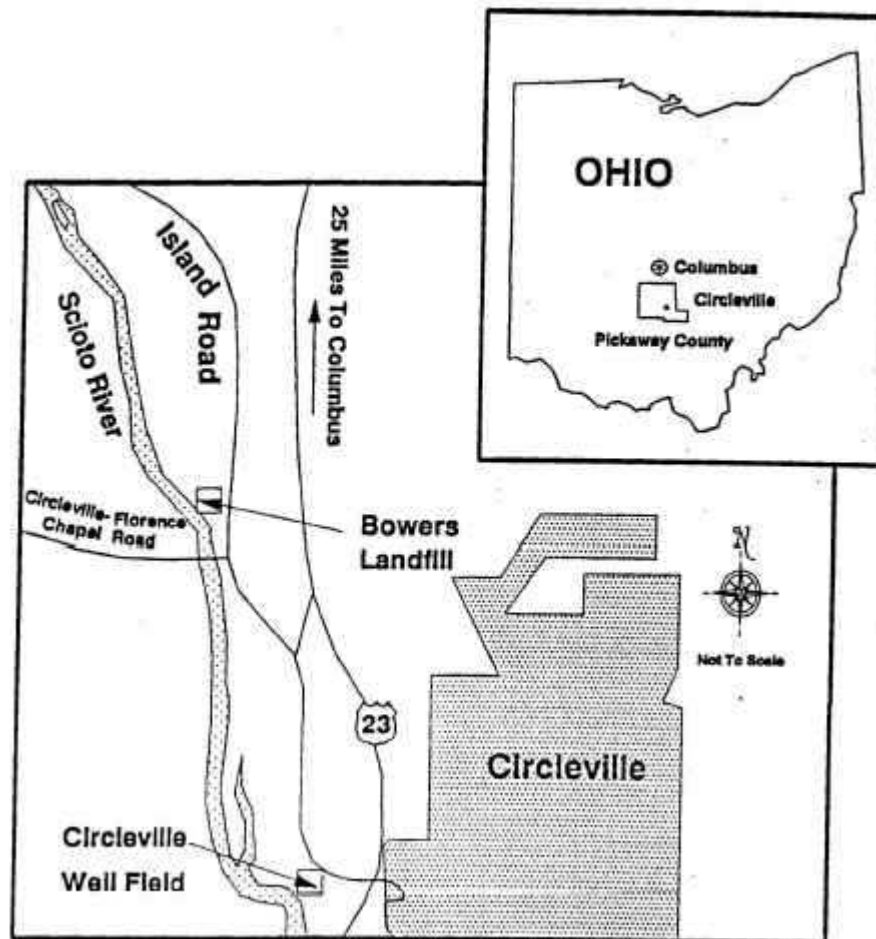 OHIO
Columbus
Circleville
Pickaway County
25 Miles To Columbus
Island Road
Scioto River
Circleville-Florence
Chapel Road
Bowers
Landfill
N
Not To Scale
23
Circleville
Circleville
Well Field